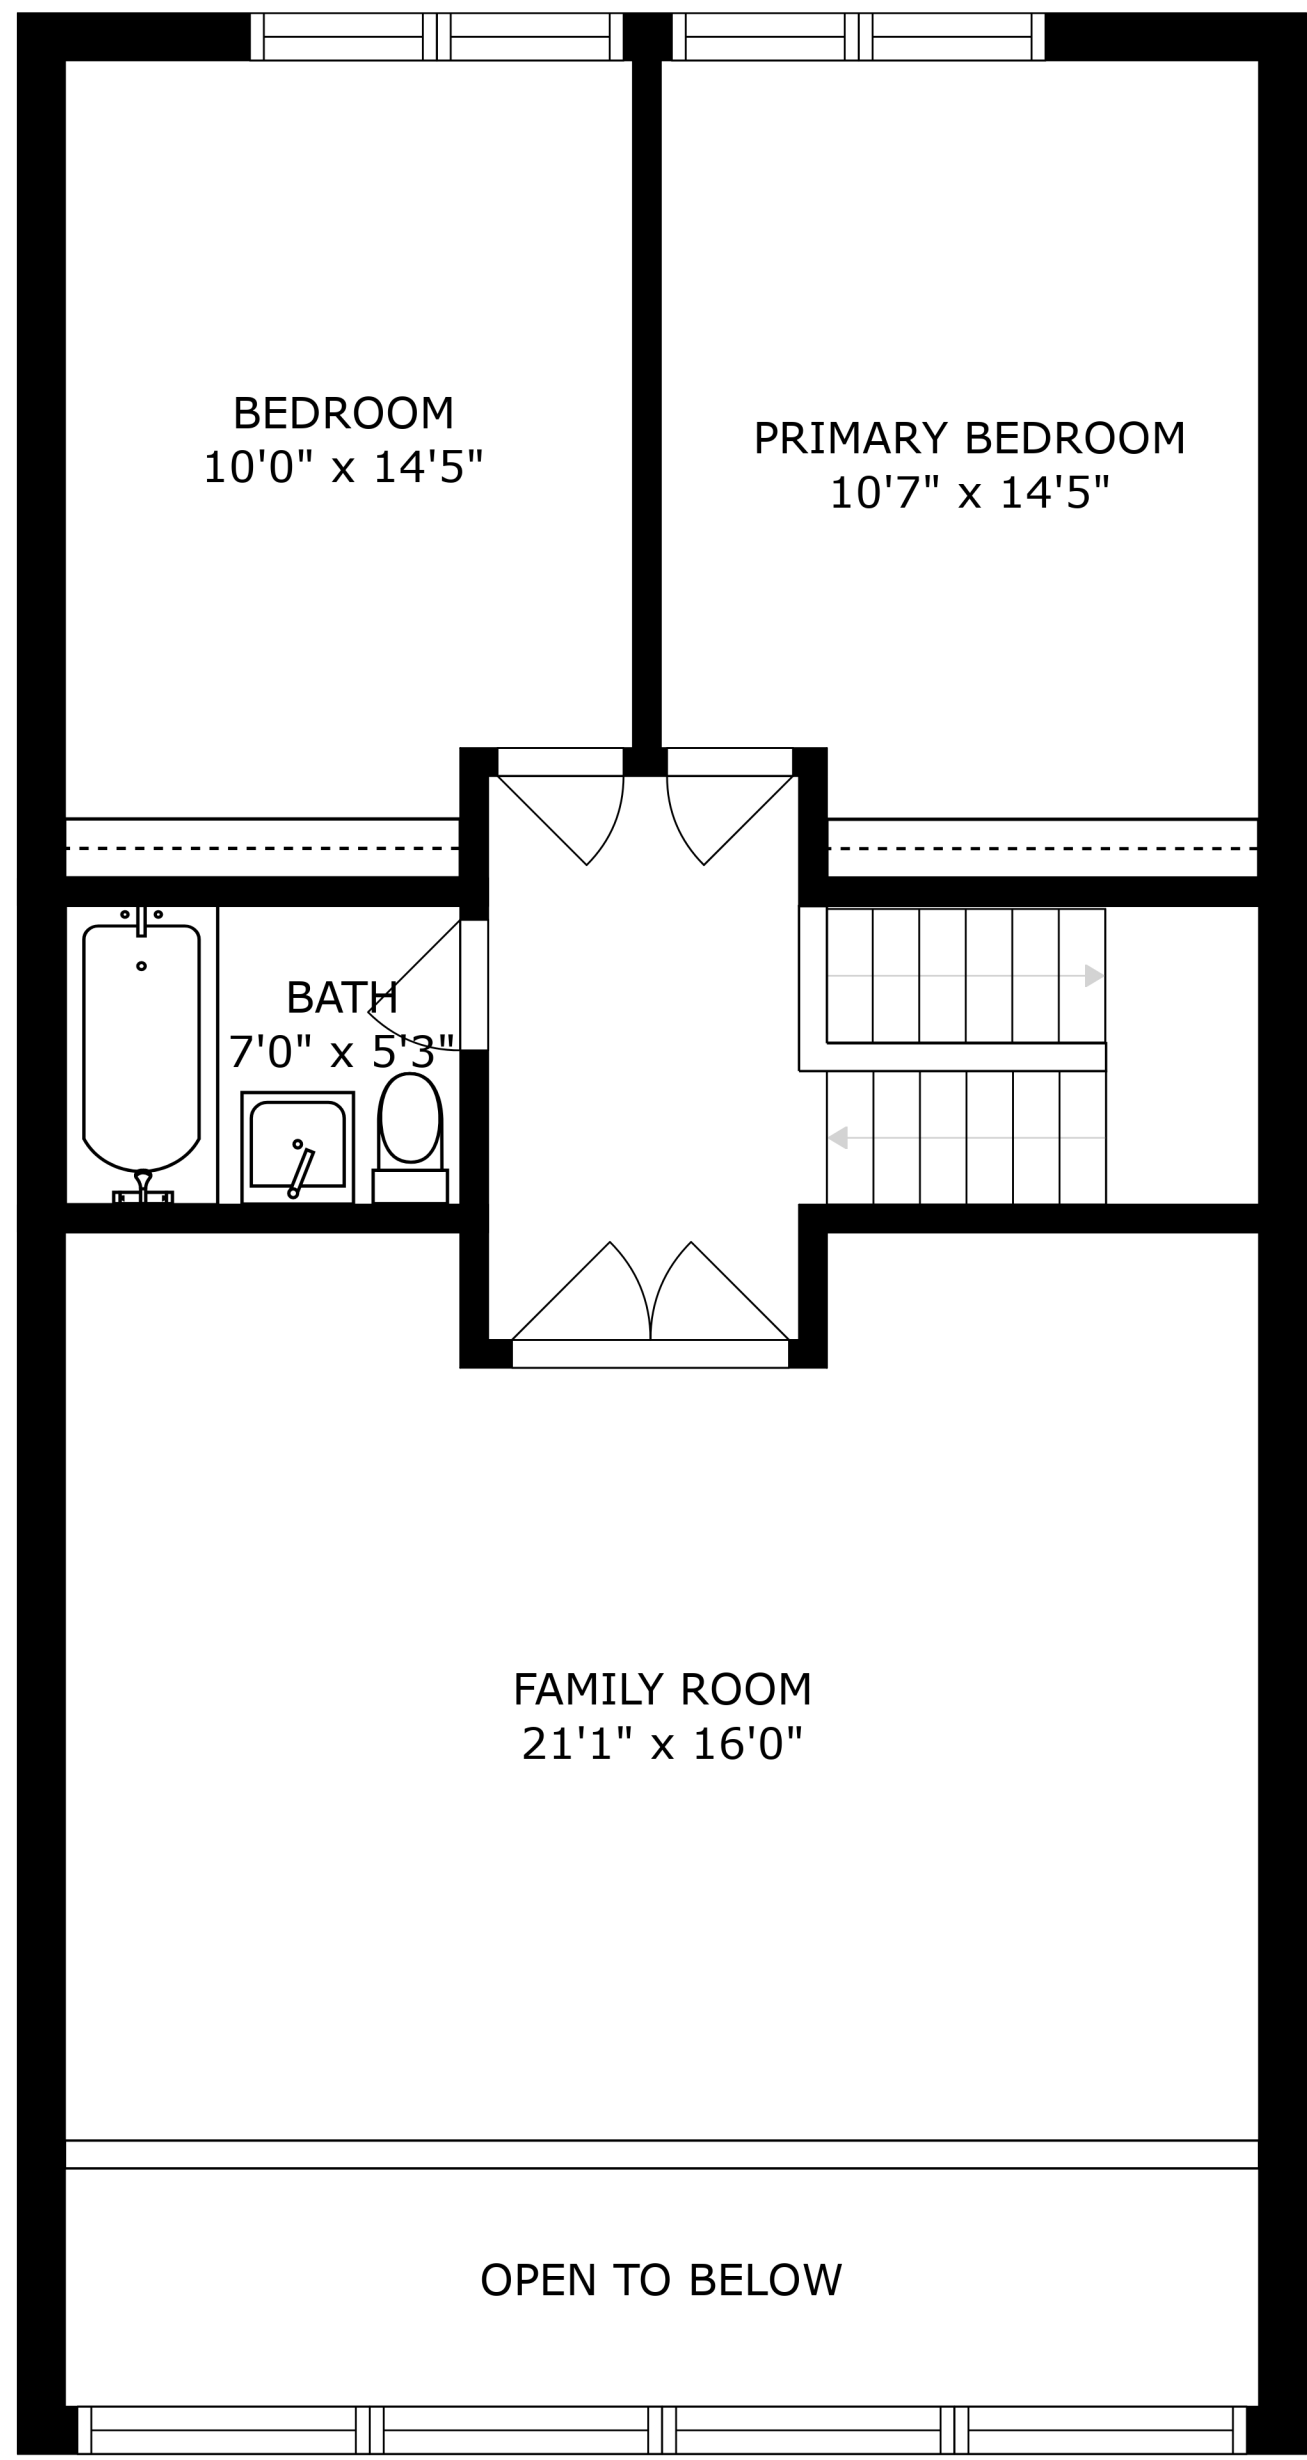 BEDROOM
10'0" x 14'5"
PRIMARY BEDROOM
10'7" x 14'5"
BATH
7'0" x 5'3"
FAMILY ROOM
21'1" x 16'0"
OPEN TO BELOW